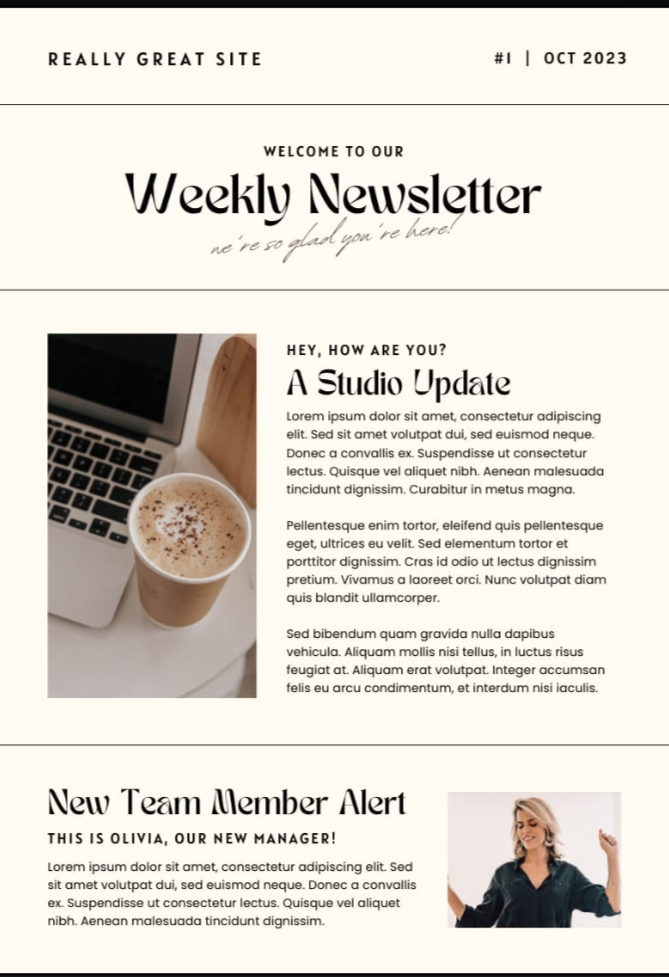 REALLY GREAT SITE
#1 | OCT 2023
WELCOME TO OUR
Weekly Newsletter
we're so glad you're here!
HEY, HOW ARE YOU?
A Studio Update
Lorem ipsum dolor sit amet, consectetur adipiscing
elit. Sed sit amet volutpat dui, sed euismod neque.
Donec a convallis ex. Suspendisse ut consectetur
lectus. Quisque vel aliquet nibh. Aenean malesuada
tincidunt dignissim. Curabitur in metus magna.
Pellentesque enim tortor, eleifend quis pellentesque
eget, ultrices eu velit. Sed elementum tortor et
porttitor dignissim. Cras id odio ut lectus dignissim
pretium. Vivamus a laoreet orci. Nunc volutpat diam
quis blandit ullamcorper.
Sed bibendum quam gravida nulla dapibus
vehicula. Aliquam mollis nisi tellus, in luctus risus
feugiat at. Aliquam erat volutpat. Integer accumsan
felis eu arcu condimentum, et interdum nisi iaculis.
New Team Member Alert
THIS IS OLIVIA, OUR NEW MANAGER!
Lorem ipsum dolor sit amet, consectetur adipiscing elit. Sed
sit amet volutpat dui, sed euismod neque. Donec a convallis
ex. Suspendisse ut consectetur lectus. Quisque vel aliquet
nibh. Aenean malesuada tincidunt dignissim.